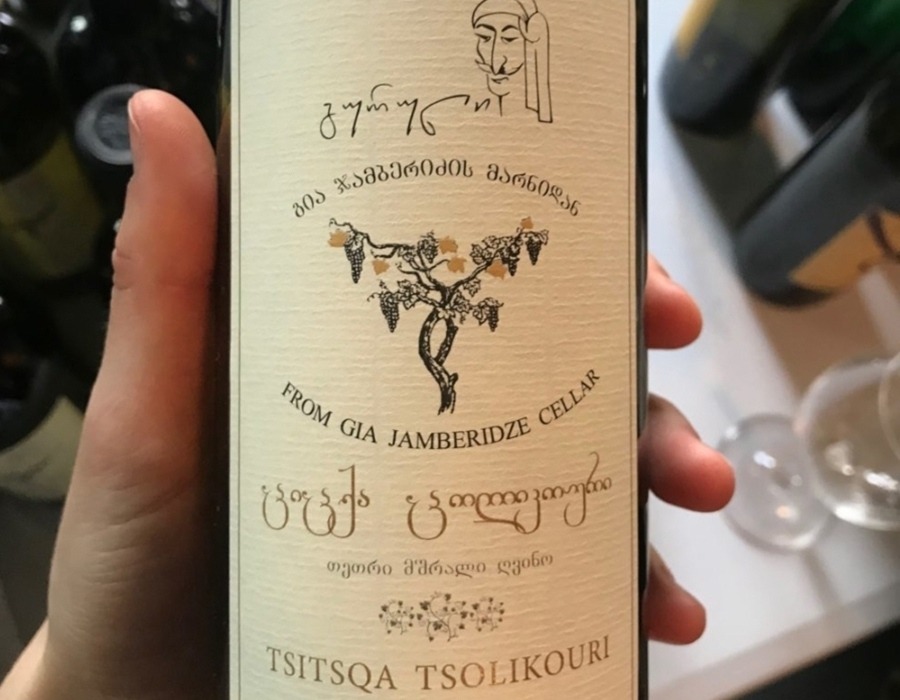 გურული
გია ჯამბერიძის მარნიდან
FROM GIA JAMBERIDZE CELLAR
ციცქა ცოლიკოური
თეთრი მშრალი ღვინო
TSITSQA TSOLIKOURI